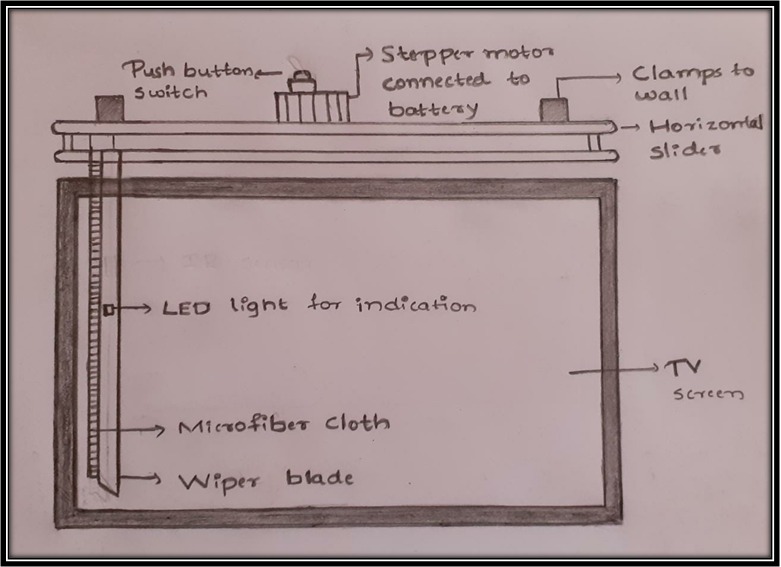 Push button
switch
Stepper motor
connected to
battery
Clamps to
wall
Horizontal
slider
LED light for indication
TV
screen
Microfiber cloth
Wiper blade